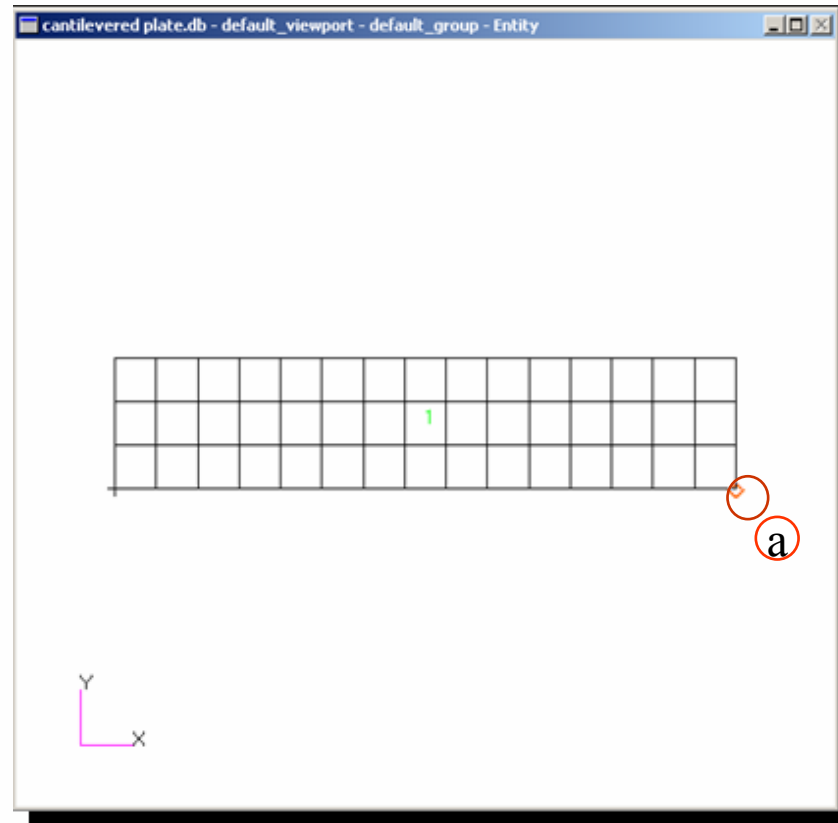 cantilevered plate.db - default_viewport - default_group - Entity
1
a
Y
X